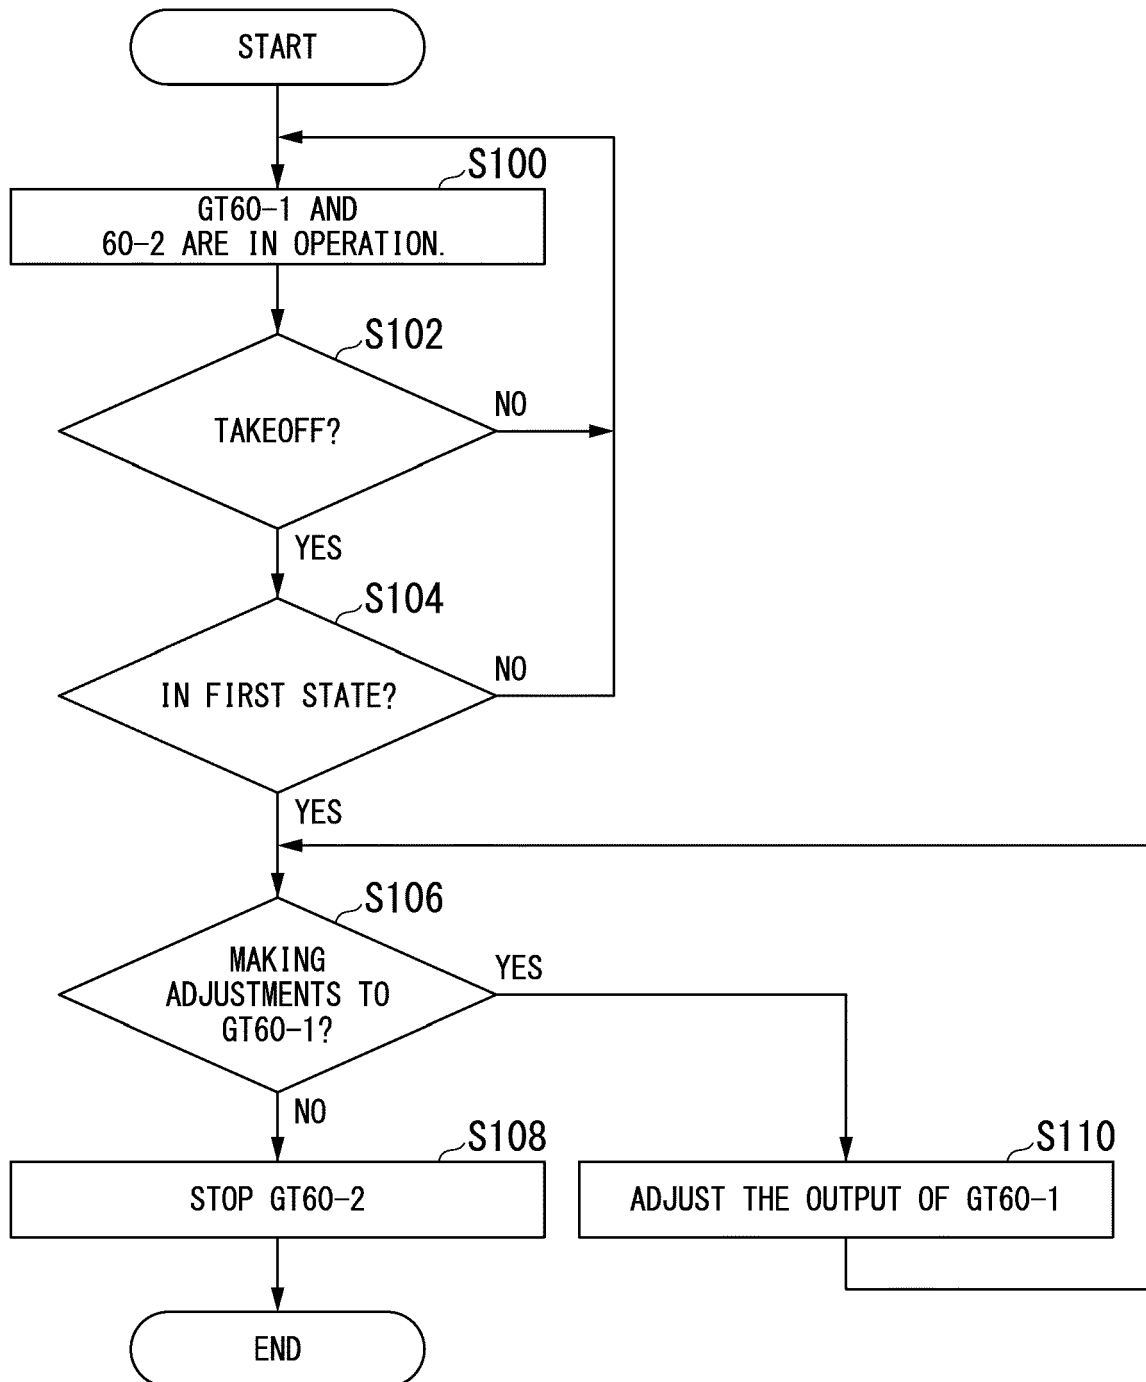 START
S100
GT60-1 AND
60-2 ARE IN OPERATION.
S102
TAKEOFF?
NO
YES
S104
IN FIRST STATE?
NO
YES
S106
MAKING
ADJUSTMENTS TO
GT60-1?
YES
NO
S108
STOP GT60-2
S110
ADJUST THE OUTPUT OF GT60-1
END